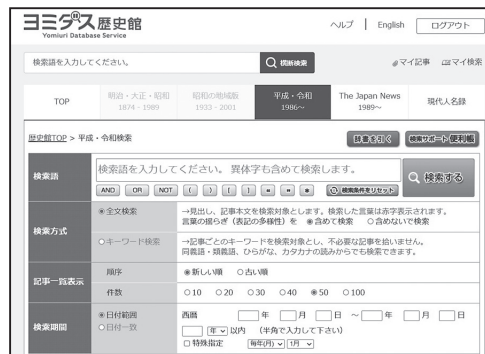 ヨミダス歴史館
Yomiuri Database Service
ヘルプ | English ログアウト
検索語を入力してください。 横断検索 マイ記事 マイ検索
TOP 明治・大正・昭和 昭和の地域版 平成・令和 The Japan News 現代人名録
1874 - 1989 1933 - 2001 1986～ 1989～
歴史館TOP > 平成・令和検索 辞書を引く 検索サポート便利帳
検索語 検索語を入力してください。 異体字も含めて検索します。 検索する
AND OR NOT ( ) [ ] 検索条件をリセット
検索方式 全文検索 →見出し、記事本文を検索対象とします。検索した言葉は赤字表示されます。
言葉の揺らぎ（表記の多様性）を 含めて検索 含めないで検索
キーワード検索 →記事ごとのキーワードを検索対象とし、不必要な記事を拾いません。
同義語・類義語、ひらがな、カタカナの読みからでも検索できます。
記事一覧表示 順序 新しい順 古い順
件数 10 20 30 40 50 100
検索期間 日付範囲 西暦 年 月 日 ～ 年 月 日
日付一致 年 以内 （半角で入力して下さい）
特殊指定 毎年(月) 1月